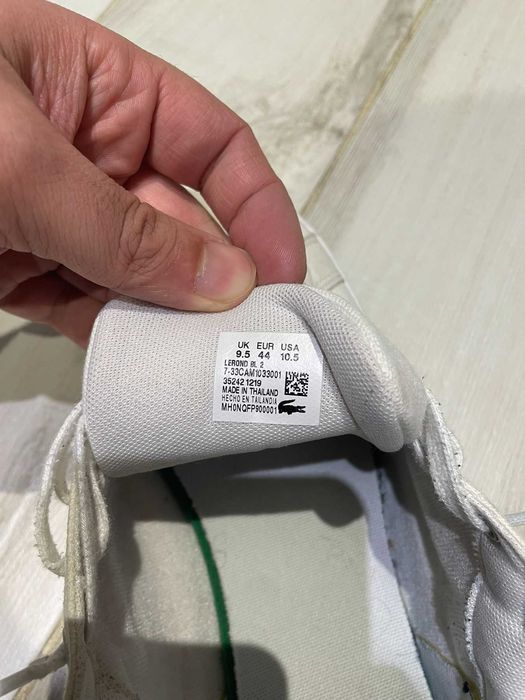 UK EUR USA
9.5 44 10.5
LEROND BL 2
7-33CAM1033001
35242 1219
MADE IN THAILAND
HECHO EN TAILANDIA
MH0NQFP900001